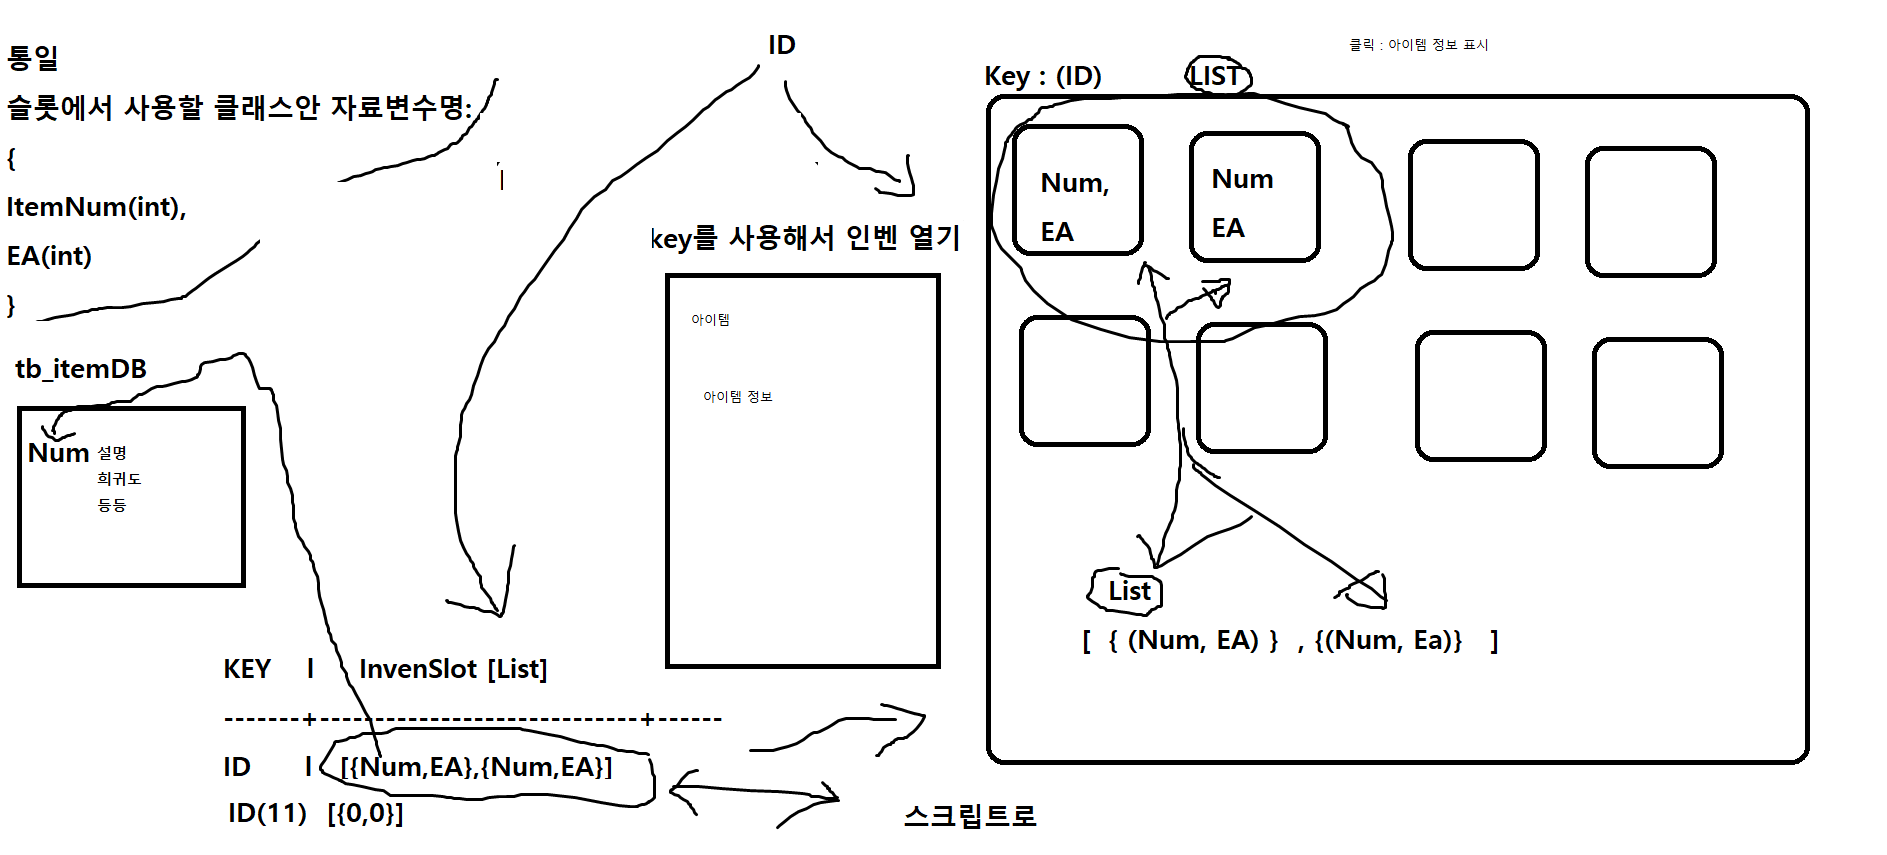 통일
슬롯에서 사용할 클래스안 자료변수명:
{
ItemNum(int),
EA(int)
}
tb_itemDB
Num 설명
희귀도
등등
ID
key를 사용해서 인벤 열기
아이템
아이템 정보
KEY l InvenSlot [List]
-------+-----------------------------+------
ID l [{Num,EA},{Num,EA}]
ID(11) [{0,0}]
스크립트로
클릭 : 아이템 정보 표시
Key : (ID) LIST
Num,
EA
Num
EA
List
[ { (Num, EA) } , {(Num, Ea)} ]